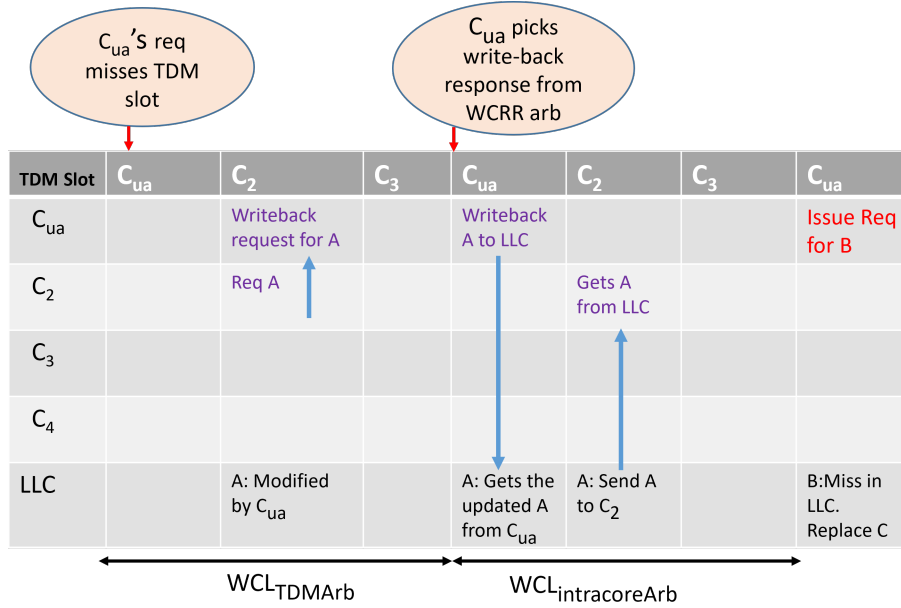 Cua's req
misses TDM
slot
Cua picks
write-back
response from
WCRR arb
TDM Slot Cua C2 C3 Cua C2 C3 Cua
Cua
Writeback
request for A
Writeback
A to LLC
Issue Req
for B
C2
Req A
Gets A
from LLC
C3
C4
LLC
A: Modified
by Cua
A: Gets the
updated A
from Cua
A: Send A
to C2
B:Miss in
LLC.
Replace C
WCLTDMArb
WCLintracoreArb